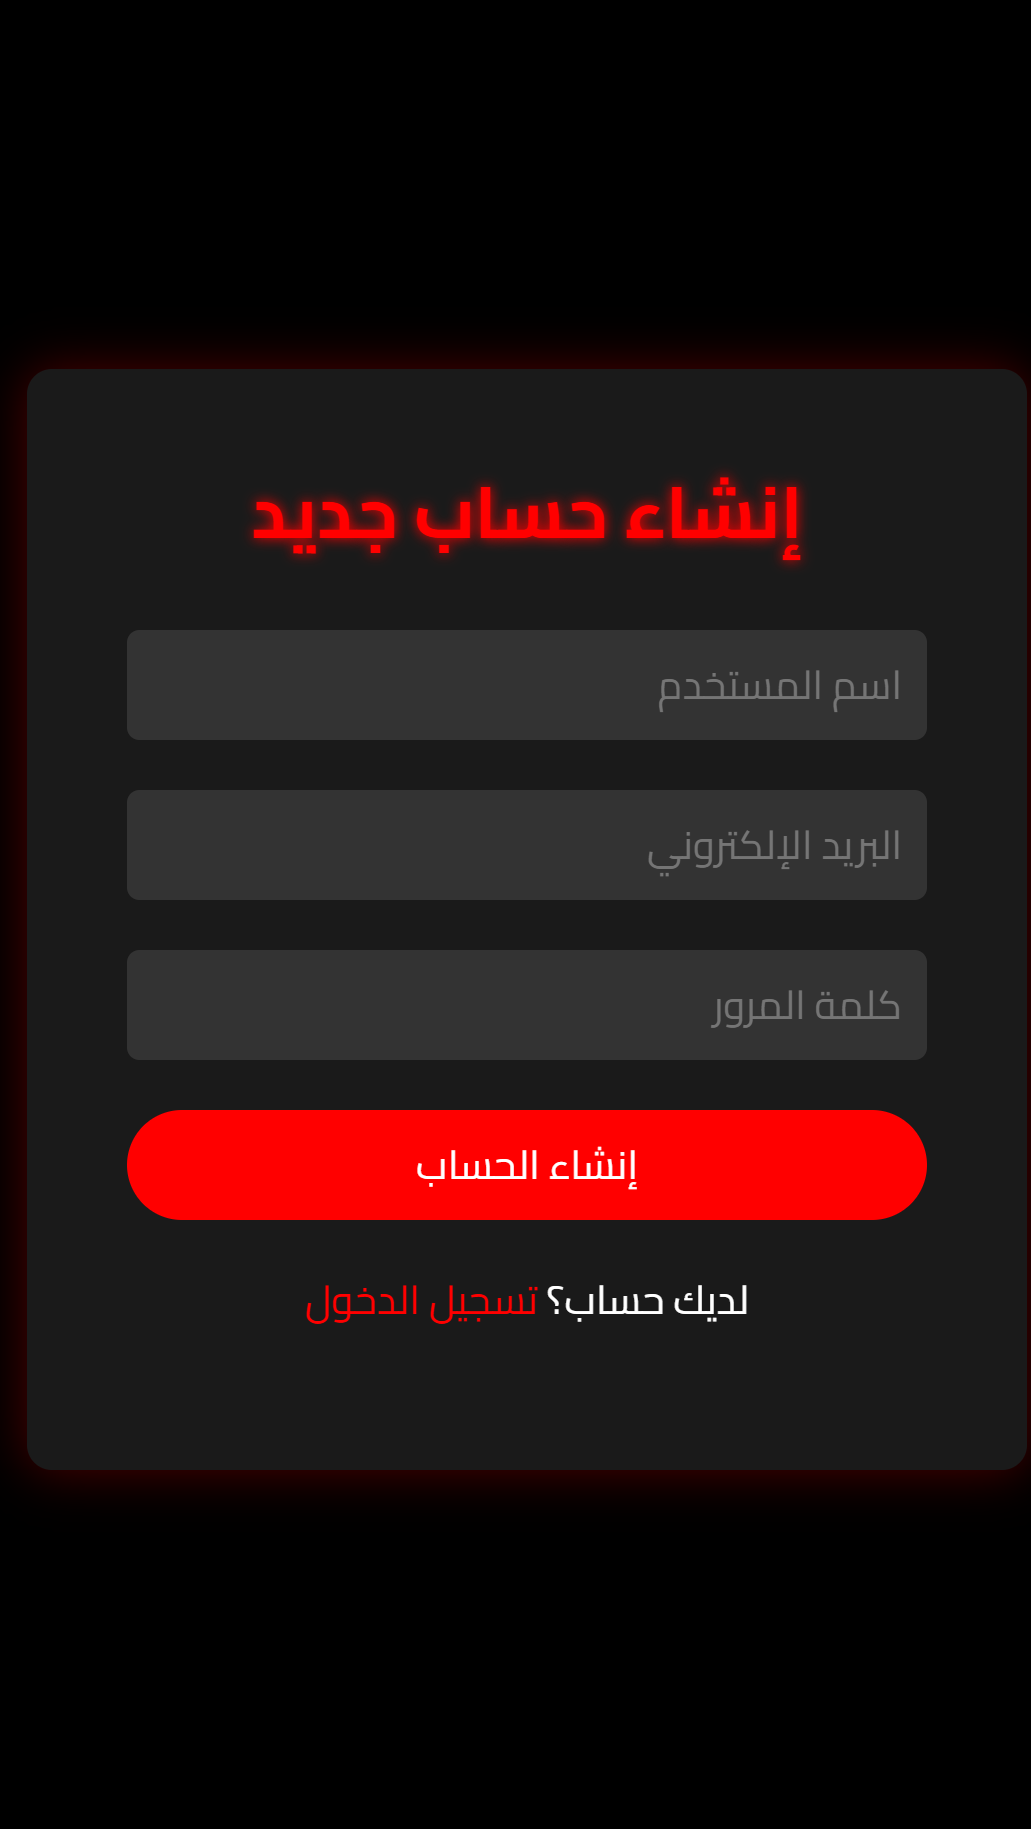 إنشاء حساب جديد
اسم المستخدم
البريد الإلكتروني
كلمة المرور
إنشاء الحساب
لديك حساب؟ تسجيل الدخول